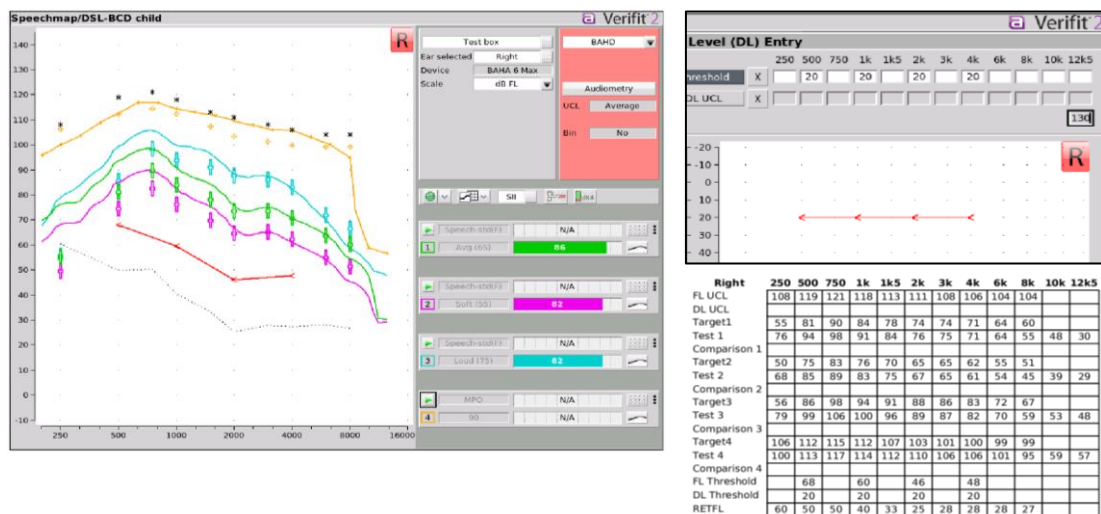 Speechmap/DSL-BCD child
a Verifit 2
R
140
130
120
110
100
90
80
70
60
50
40
30
20
10
0
-10
250 500 1000 2000 4000 8000 16000
Test box
Ear selected Right
Device BAHA 6 Max
Scale dB FL
BAHD
Audiometry
UCL Average
Bin No
SII
Speech-std(F) N/A
1 Avg (65) 86
Speech-std(F) N/A
2 Soft (55) 82
Speech-std(F) N/A
3 Loud (75) 82
MPO N/A
4 90 N/A
a Verifit 2
Level (DL) Entry
250 500 750 1k 1k5 2k 3k 4k 6k 8k 10k 12k5
hreshold X 20 20 20 20
DL UCL X
130
R
-20
-10
0
10
20
30
40
Right 250 500 750 1k 1k5 2k 3k 4k 6k 8k 10k 12k5
FL UCL 108 119 121 118 113 111 108 106 104 104
DL UCL
Target1 55 81 90 84 78 74 74 71 64 60
Test 1 76 94 98 91 84 76 75 71 64 55 48 30
Comparison 1
Target2 50 75 83 76 70 65 65 62 55 51
Test 2 68 85 89 83 75 67 65 61 54 45 39 29
Comparison 2
Target3 56 86 98 94 91 88 86 83 72 67
Test 3 79 99 106 100 96 89 87 82 70 59 53 48
Comparison 3
Target4 106 112 115 112 107 103 101 100 99 99
Test 4 100 113 117 114 112 110 106 106 101 95 59 57
Comparison 4
FL Threshold 68 60 46 48
DL Threshold 20 20 20 20
RETFL 60 50 50 40 33 25 28 28 28 27